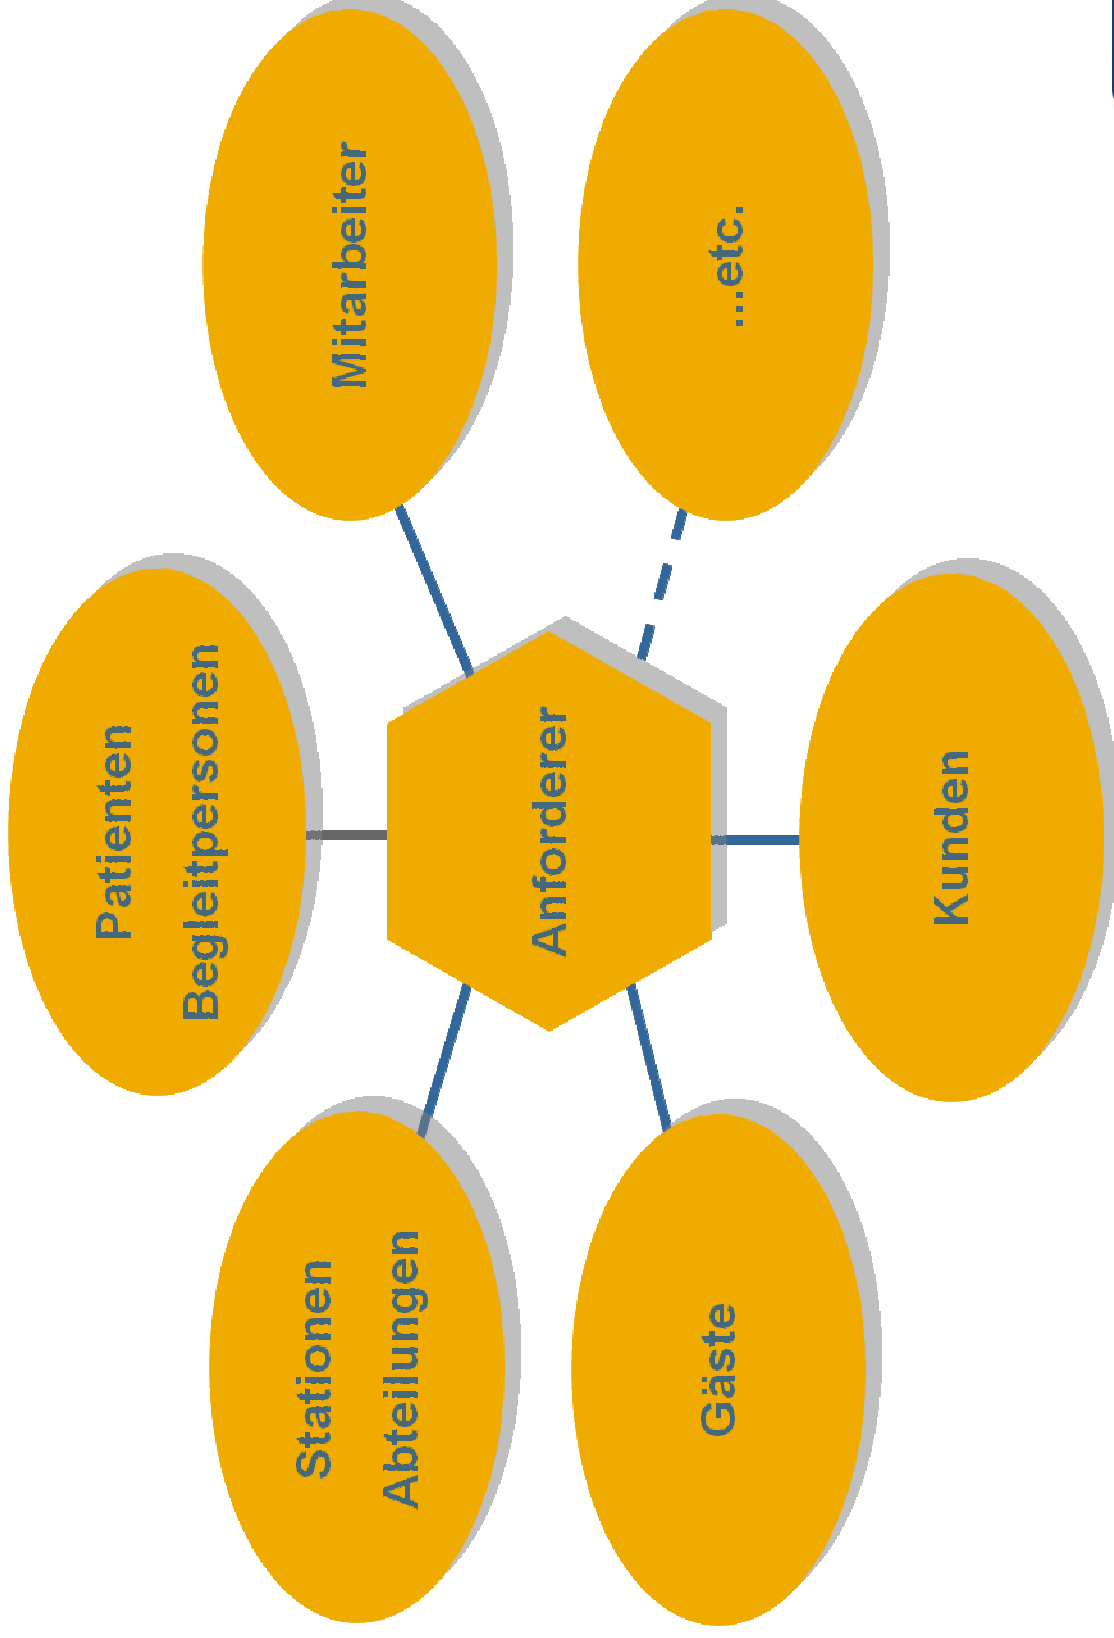 Patienten
Begleitpersonen
Stationen
Abteilungen
Mitarbeiter
Anforderer
Gäste
...etc.
Kunden